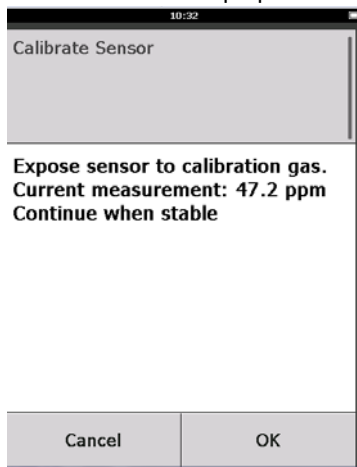 10:32
Calibrate Sensor
Expose sensor to calibration gas.
Current measurement: 47.2 ppm
Continue when stable
Cancel
OK